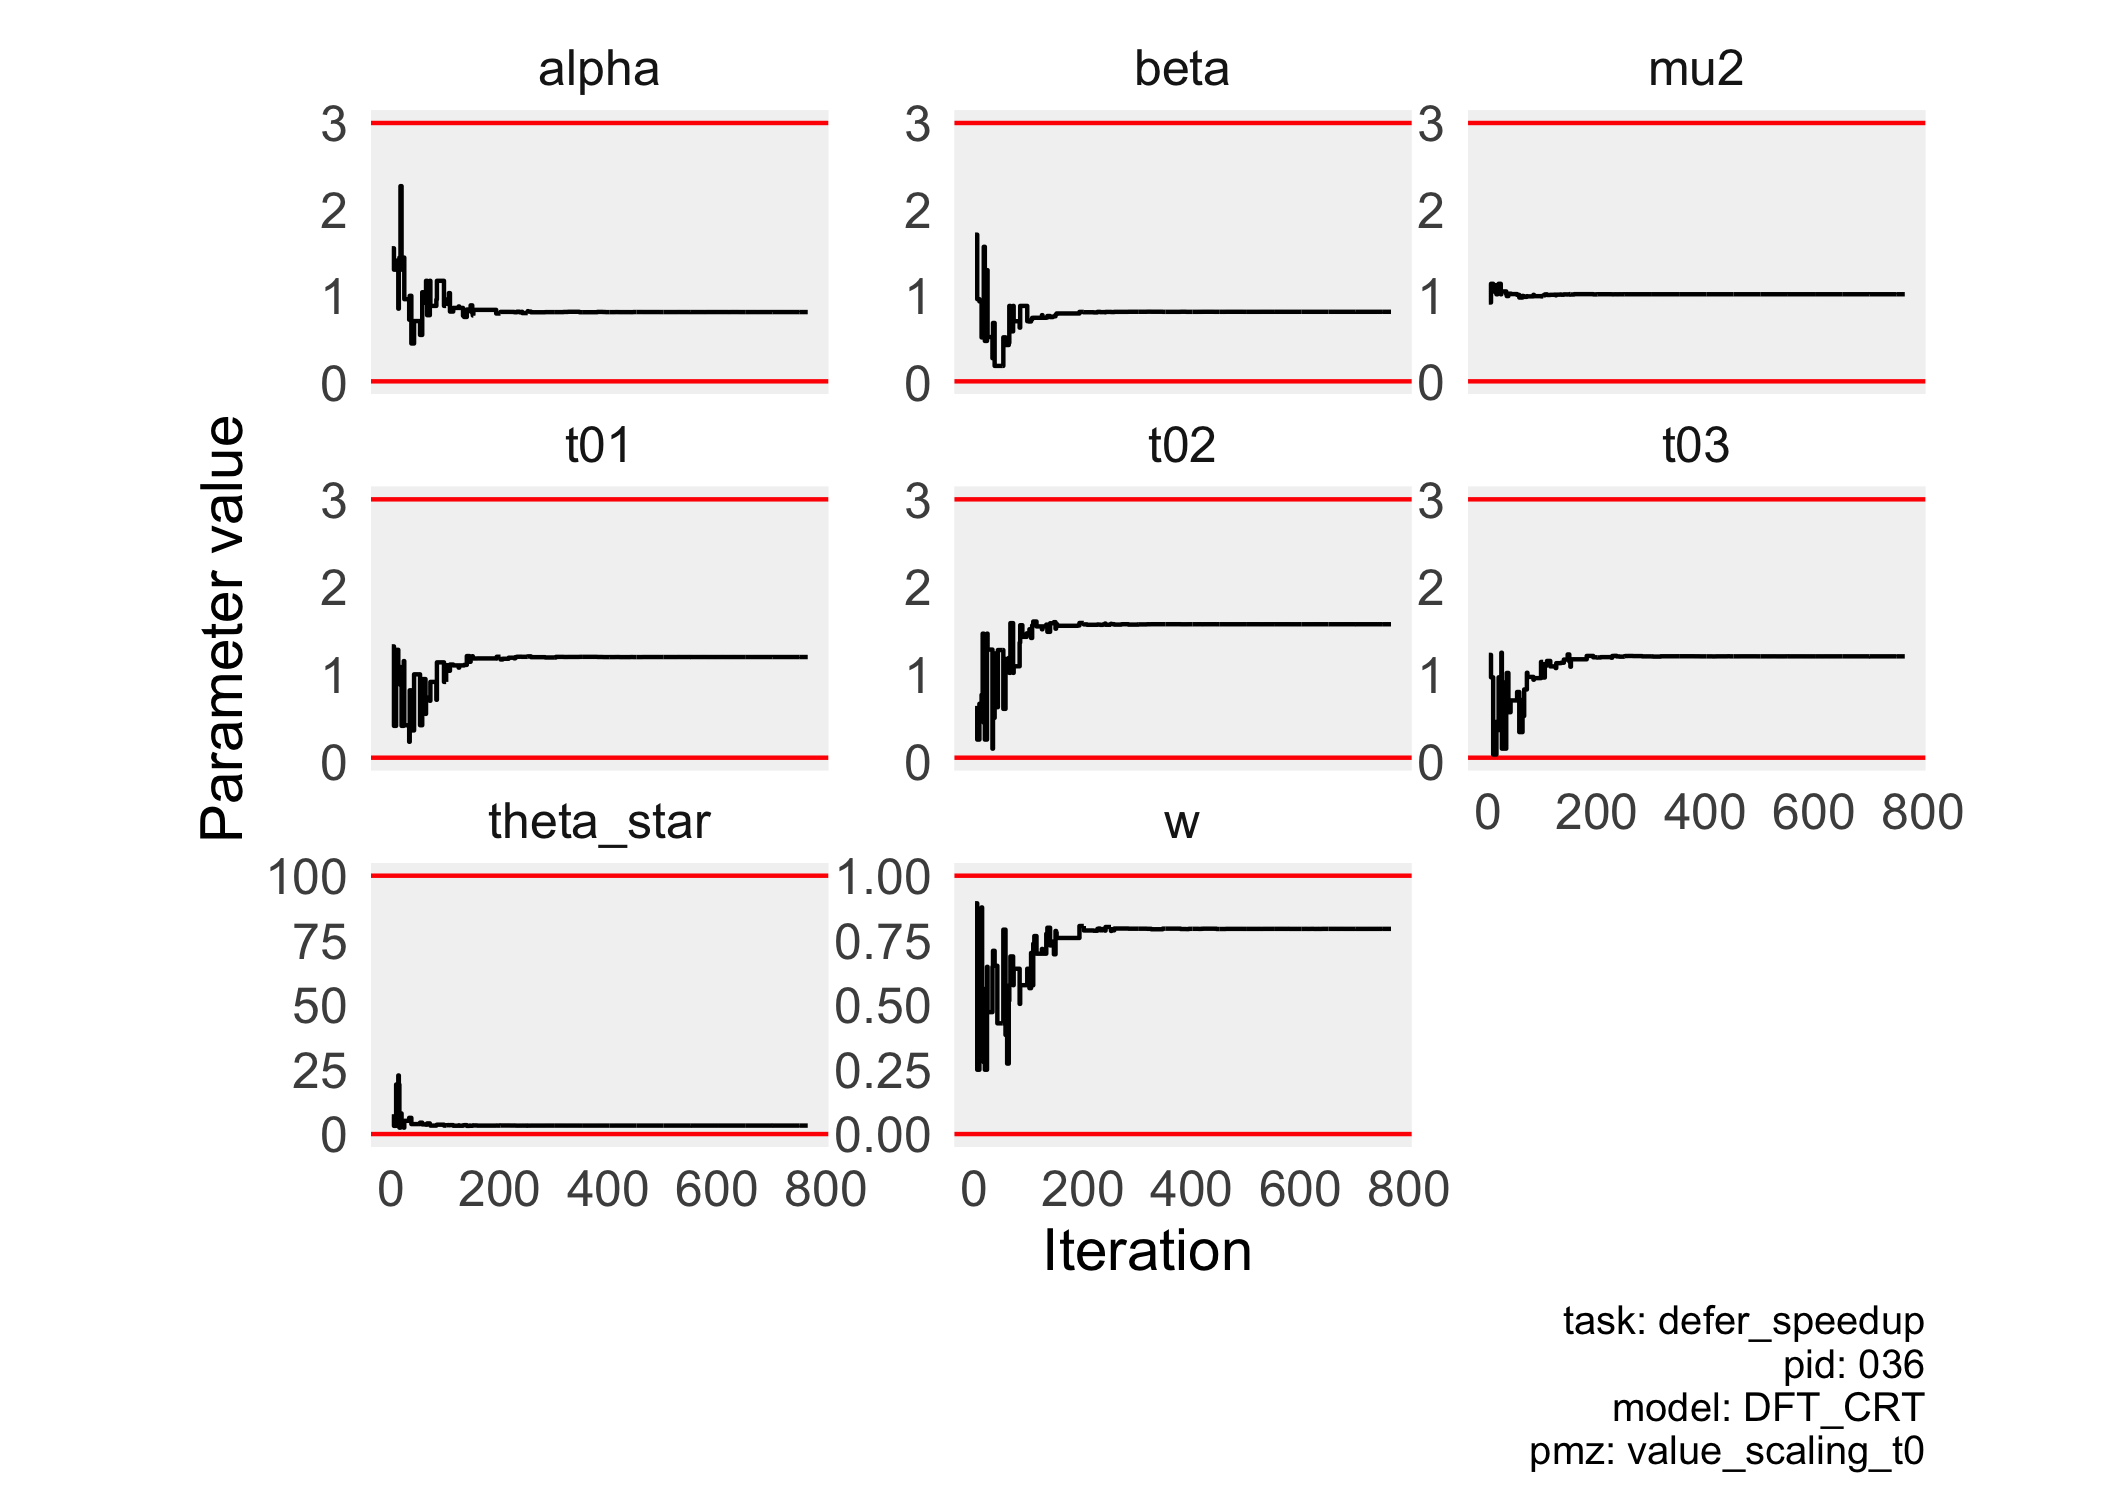 alpha
beta
mu2
3
2
1
0
3
2
1
0
3
2
1
0
t01
t02
t03
3
2
1
0
3
2
1
0
3
2
1
0
0 200 400 600 800
theta_star
w
100
75
50
25
0
1.00
0.75
0.50
0.25
0.00
0 200 400 600 800
0 200 400 600 800
Parameter value
Iteration
task: defer_speedup
pid: 036
model: DFT_CRT
pmz: value_scaling_t0